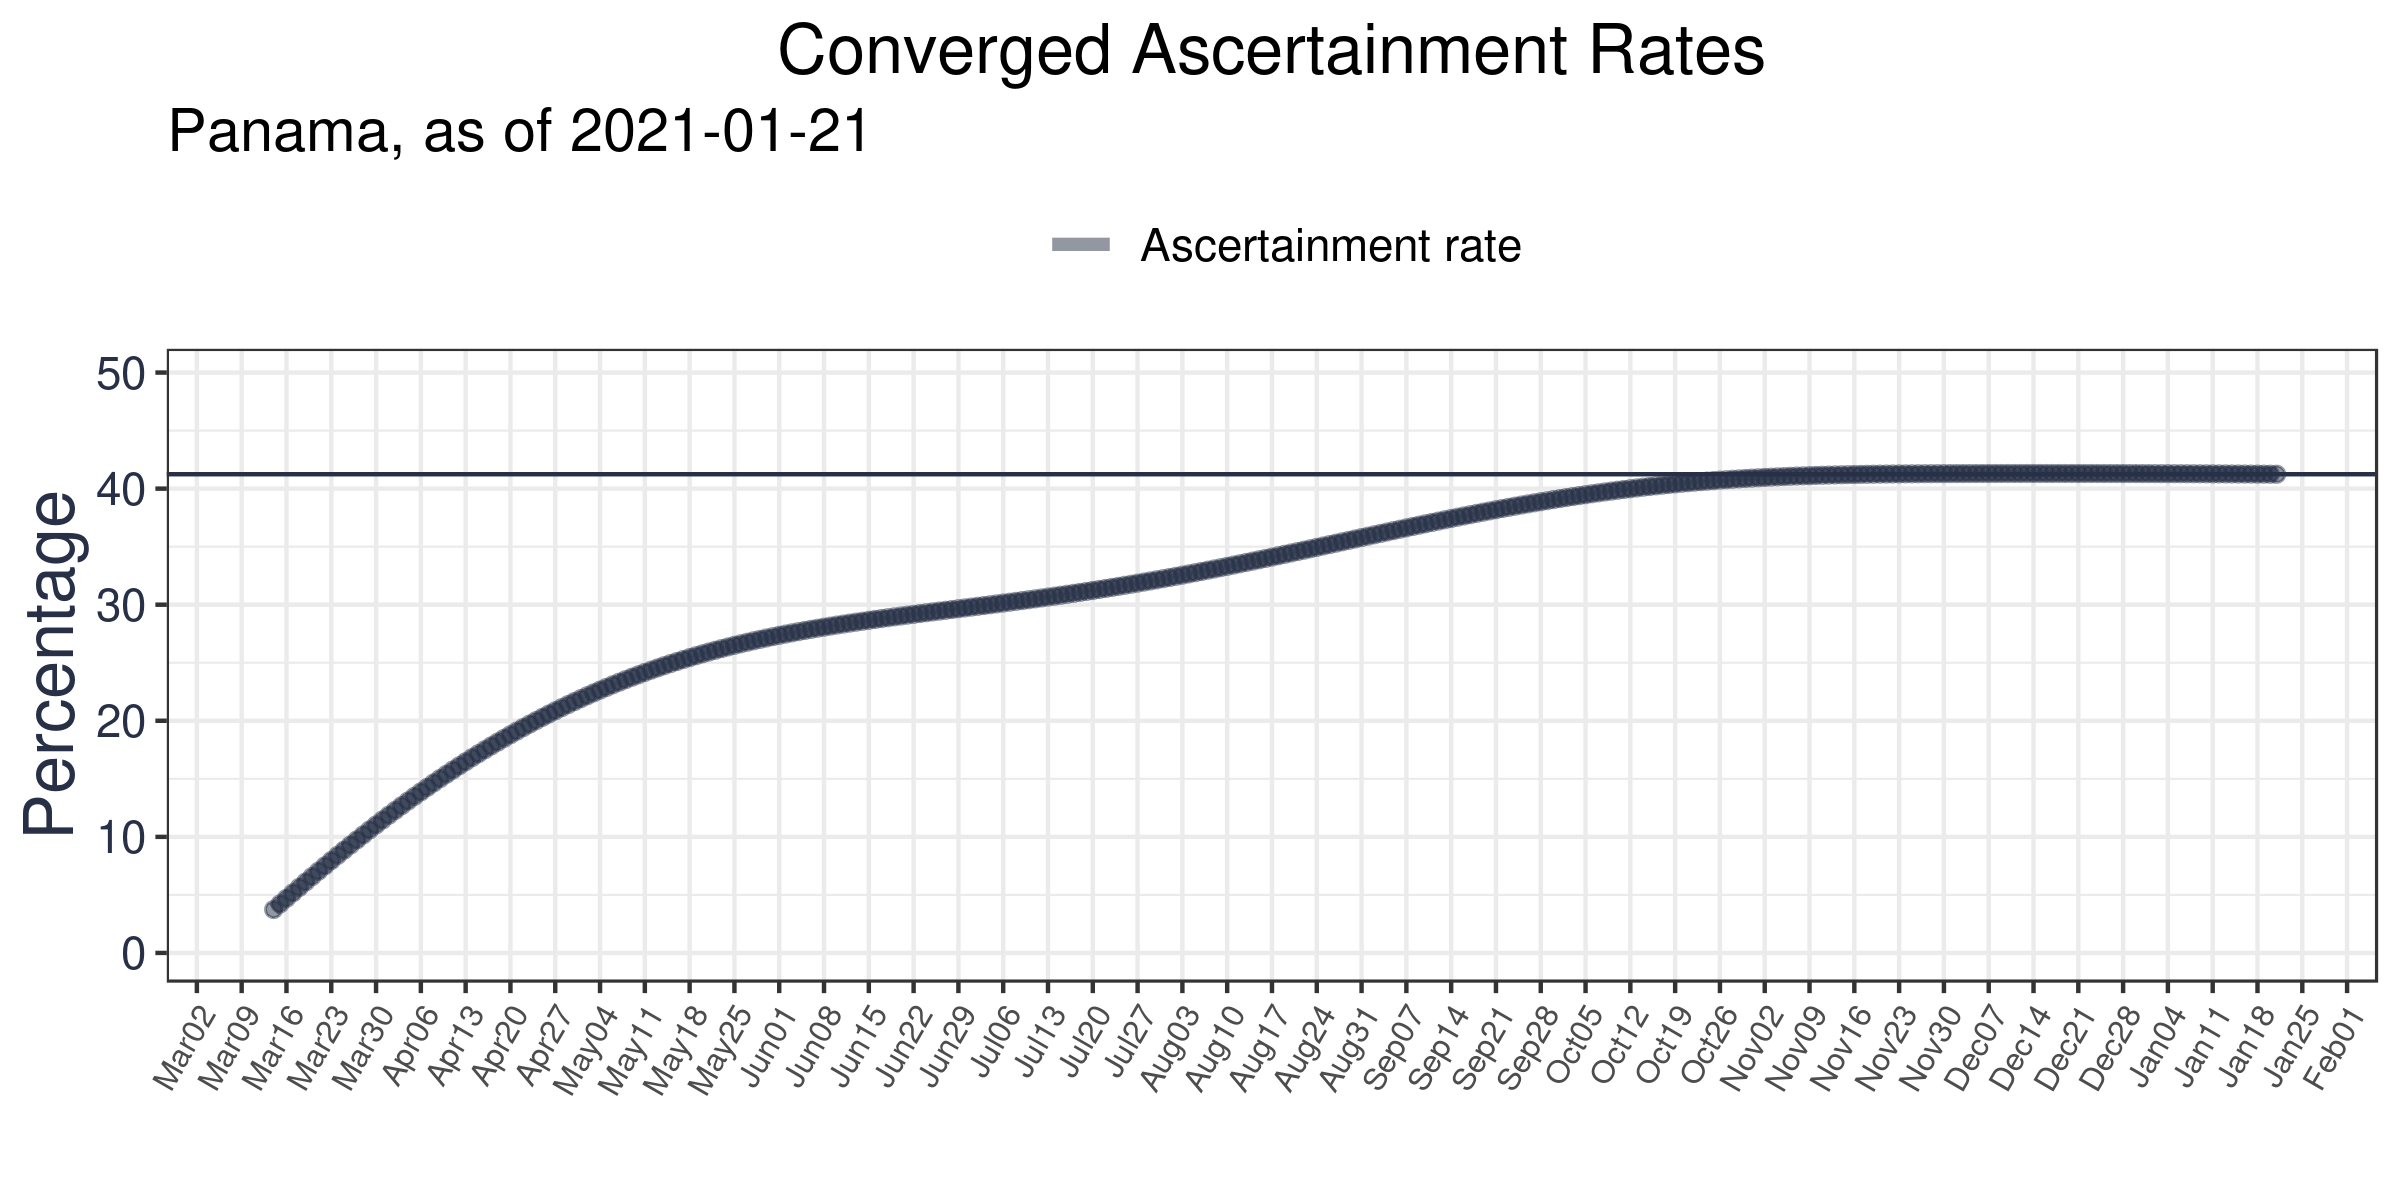 Converged Ascertainment Rates
Panama, as of 2021-01-21
Ascertainment rate
Percentage
50
40
30
20
10
0
Mar02
Mar09
Mar16
Mar23
Mar30
Apr06
Apr13
Apr20
Apr27
May04
May11
May18
May25
Jun01
Jun08
Jun15
Jun22
Jun29
Jul06
Jul13
Jul20
Jul27
Aug03
Aug10
Aug17
Aug24
Aug31
Sep07
Sep14
Sep21
Sep28
Oct05
Oct12
Oct19
Oct26
Nov02
Nov09
Nov16
Nov23
Nov30
Dec07
Dec14
Dec21
Dec28
Jan04
Jan11
Jan18
Jan25
Feb01